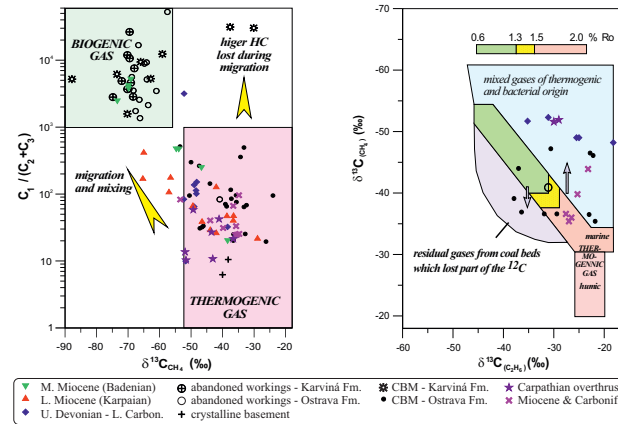 0.6 1.3 1.5 2.0 % Ro
BIOGENIC
GAS
higer HC
lost during
migration
migration
and mixing
THERMOGENIC
GAS
C1 / (C2+C3)
10⁴
10³
100
10
1
-90 -80 -70 -60 -50 -40 -30 -20
δ¹³C CH4 (‰)
mixed gases of thermogenic
and bacterial origin
residual gases from coal beds
which lost part of the ¹²C
marine
THER-
MO-
GENNIC
GAS
humic
δ¹³C (CH4) (‰)
-70
-60
-50
-40
-30
-20
-60 -50 -40 -30 -20 -10
δ¹³C (C2H6) (‰)
M. Miocene (Badenian) abandoned workings - Karviná Fm. CBM - Karviná Fm. Carpathian overthrus
L. Miocene (Karpaian) abandoned workings - Ostrava Fm. CBM - Ostrava Fm. Miocene & Carbonif
U. Devonian - L. Carbon. crystalline basement